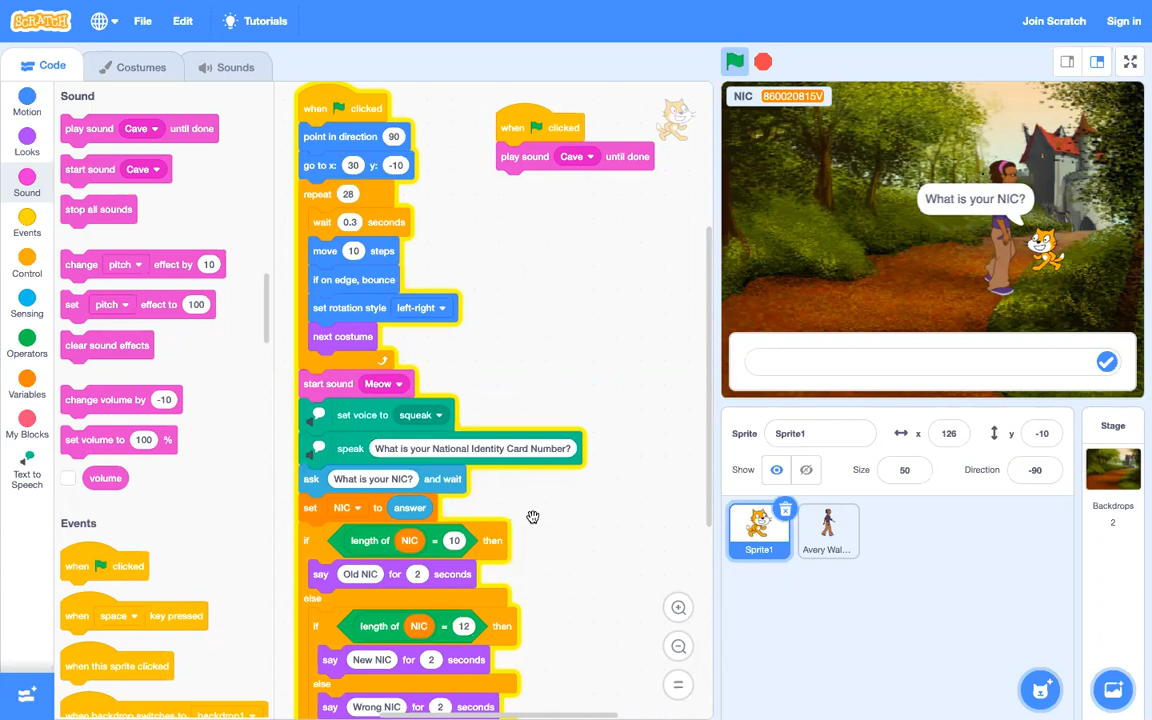 SCRATCH
File
Edit
Tutorials
Join Scratch
Sign in
Code
Costumes
Sounds
Motion
Looks
Sound
Events
Control
Sensing
Operators
Variables
My Blocks
Text to
Speech
Sound
play sound Cave until done
start sound Cave
stop all sounds
change pitch effect by 10
set pitch effect to 100
clear sound effects
change volume by -10
set volume to 100 %
volume
Events
when clicked
when space key pressed
when this sprite clicked
when backdrop switches to backdrop1
when clicked
point in direction 90
go to x: 30 y: -10
repeat 28
wait 0.3 seconds
move 10 steps
if on edge, bounce
set rotation style left-right
next costume
start sound Meow
set voice to squeak
speak What is your National Identity Card Number?
ask What is your NIC? and wait
set NIC to answer
if length of NIC = 10 then
say Old NIC for 2 seconds
else
if length of NIC = 12 then
say New NIC for 2 seconds
else
say Wrong NIC for 2 seconds
when clicked
play sound Cave until done
NIC 860020815V
What is your NIC?
Sprite Sprite1 x 126 y -10
Show Size 50 Direction -90
Sprite1
Avery Wal...
Stage
Backdrops
2